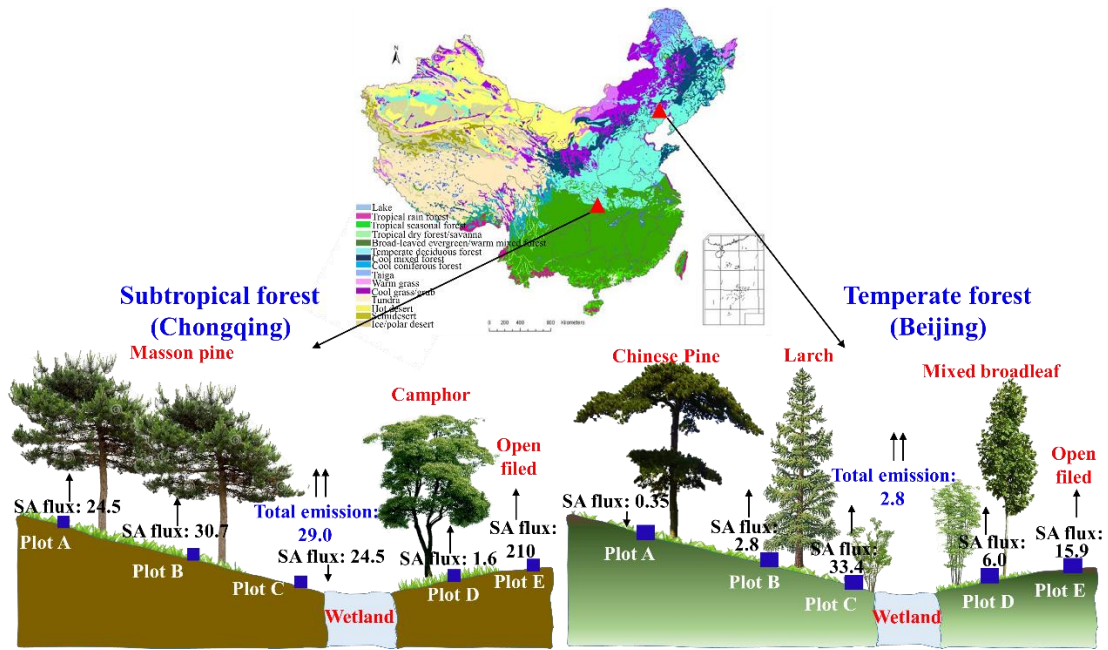 N
Lake
Tropical rain forest
Tropical seasonal forest
Tropical dry forest/savanna
Broad-leaved evergreen/warm mixed forest
Temperate deciduous forest
Cool mixed forest
Cool coniferous forest
Taiga
Warm grass
Cool grass/grab
Tundra
Hot desert
Semidesert
Ice/polar desert
0 200 400 800 Kilometers
Subtropical forest
(Chongqing)
Masson pine
Camphor
Open
filed
SA flux: 24.5
SA flux: 30.7
Total emission:
29.0
SA flux: 24.5
SA flux: 1.6
SA flux:
210
Plot A
Plot B
Plot C
Wetland
Plot D
Plot E
Temperate forest
(Beijing)
Chinese Pine
Larch
Mixed broadleaf
Open
filed
SA flux: 0.35
SA flux:
2.8
Total emission:
2.8
SA flux:
33.4
SA flux:
6.0
SA flux:
15.9
Plot A
Plot B
Plot C
Wetland
Plot D
Plot E